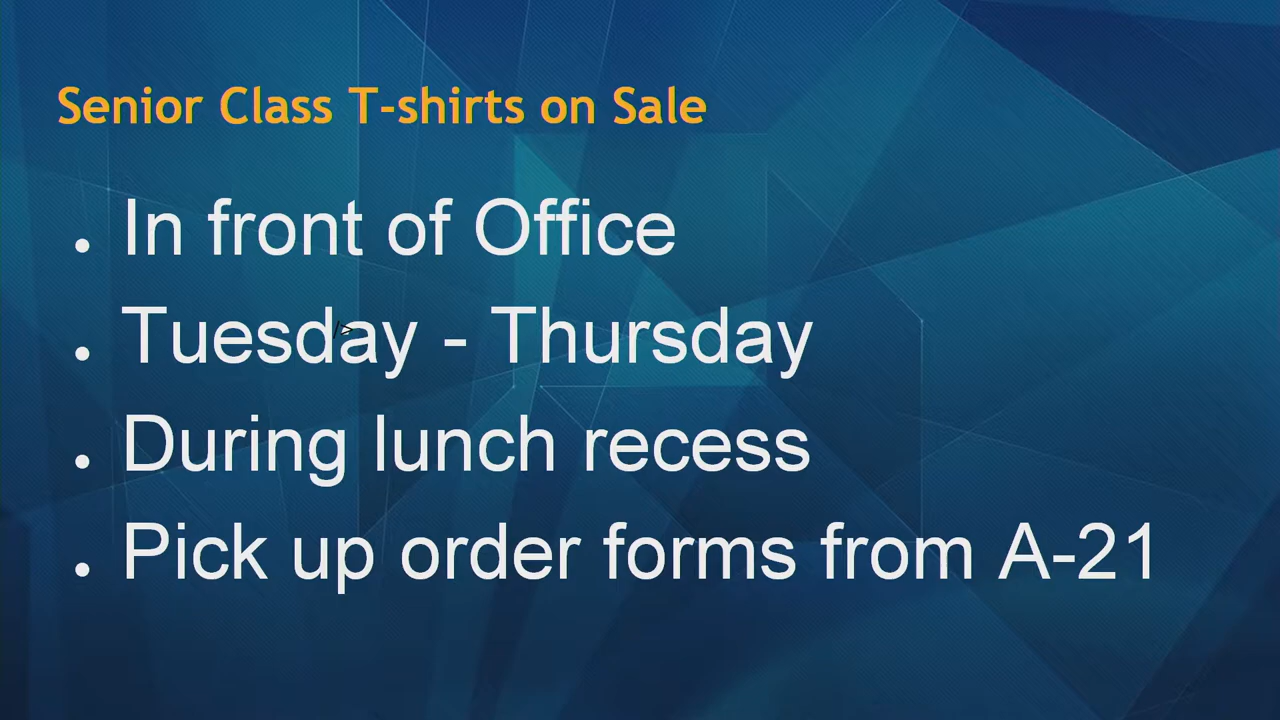 Senior Class T-shirts on Sale
• In front of Office
• Tuesday - Thursday
• During lunch recess
• Pick up order forms from A-21